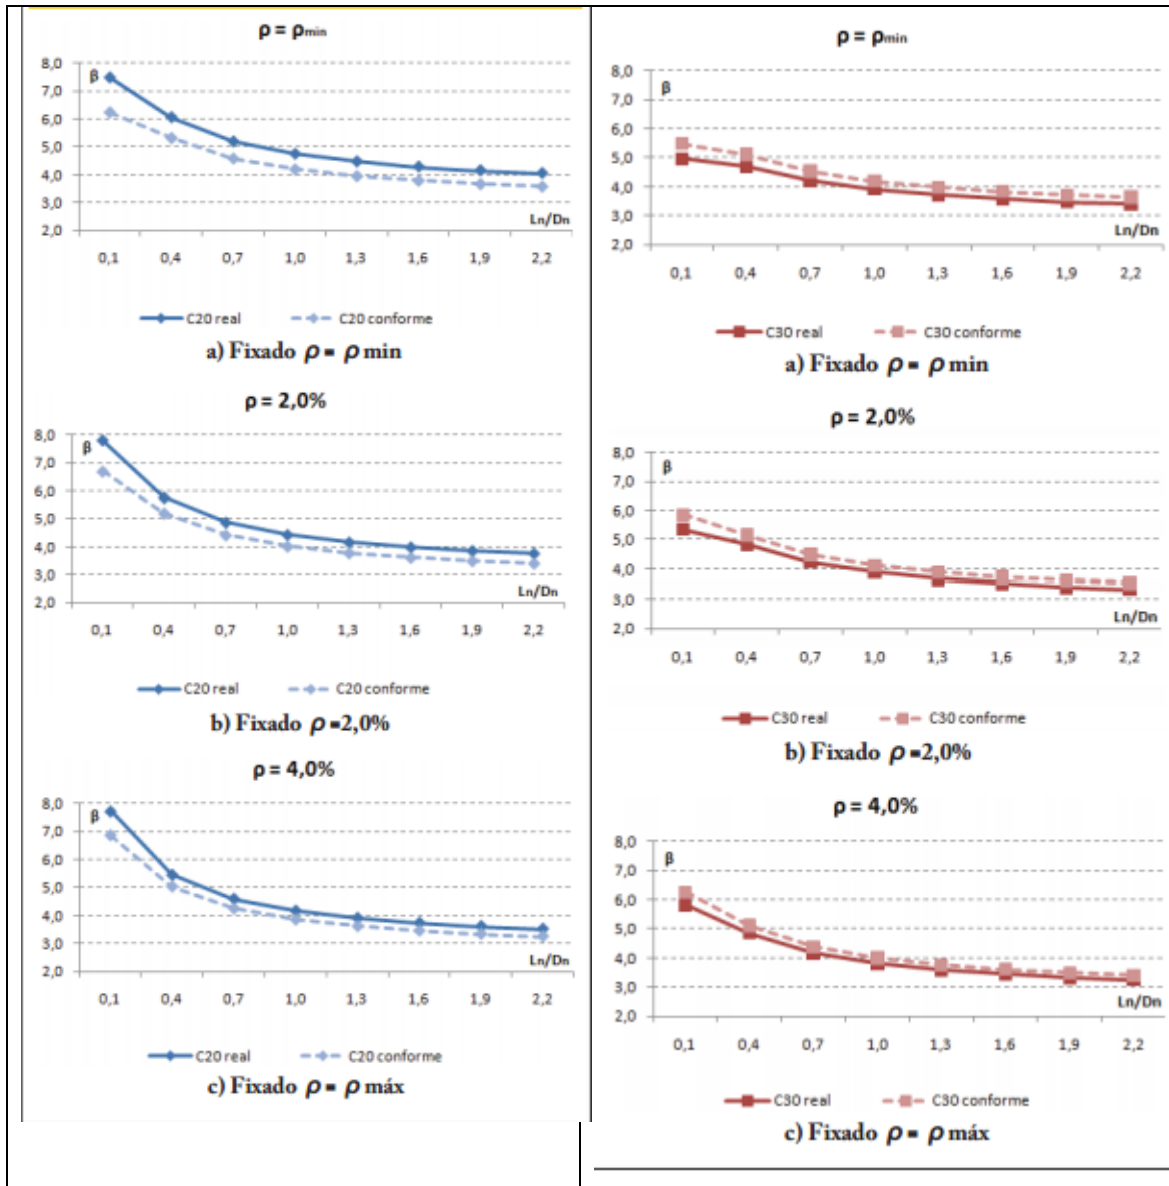 ρ = ρmin
8,0
β
7,0
6,0
5,0
4,0
3,0
Ln/Dn
2,0
0,1 0,4 0,7 1,0 1,3 1,6 1,9 2,2
C20 real C20 conforme
a) Fixado ρ = ρ min
ρ = 2,0%
8,0
β
7,0
6,0
5,0
4,0
3,0
Ln/Dn
2,0
0,1 0,4 0,7 1,0 1,3 1,6 1,9 2,2
C20 real C20 conforme
b) Fixado ρ =2,0%
ρ = 4,0%
8,0
β
7,0
6,0
5,0
4,0
3,0
Ln/Dn
2,0
0,1 0,4 0,7 1,0 1,3 1,6 1,9 2,2
C20 real C20 conforme
c) Fixado ρ = ρ máx
ρ = ρmin
8,0
β
7,0
6,0
5,0
4,0
3,0
Ln/Dn
2,0
0,1 0,4 0,7 1,0 1,3 1,6 1,9 2,2
C30 real C30 conforme
a) Fixado ρ = ρ min
ρ = 2,0%
8,0
β
7,0
6,0
5,0
4,0
3,0
Ln/Dn
2,0
0,1 0,4 0,7 1,0 1,3 1,6 1,9 2,2
C30 real C30 conforme
b) Fixado ρ =2,0%
ρ = 4,0%
8,0
β
7,0
6,0
5,0
4,0
3,0
Ln/Dn
2,0
0,1 0,4 0,7 1,0 1,3 1,6 1,9 2,2
C30 real C30 conforme
c) Fixado ρ = ρ máx